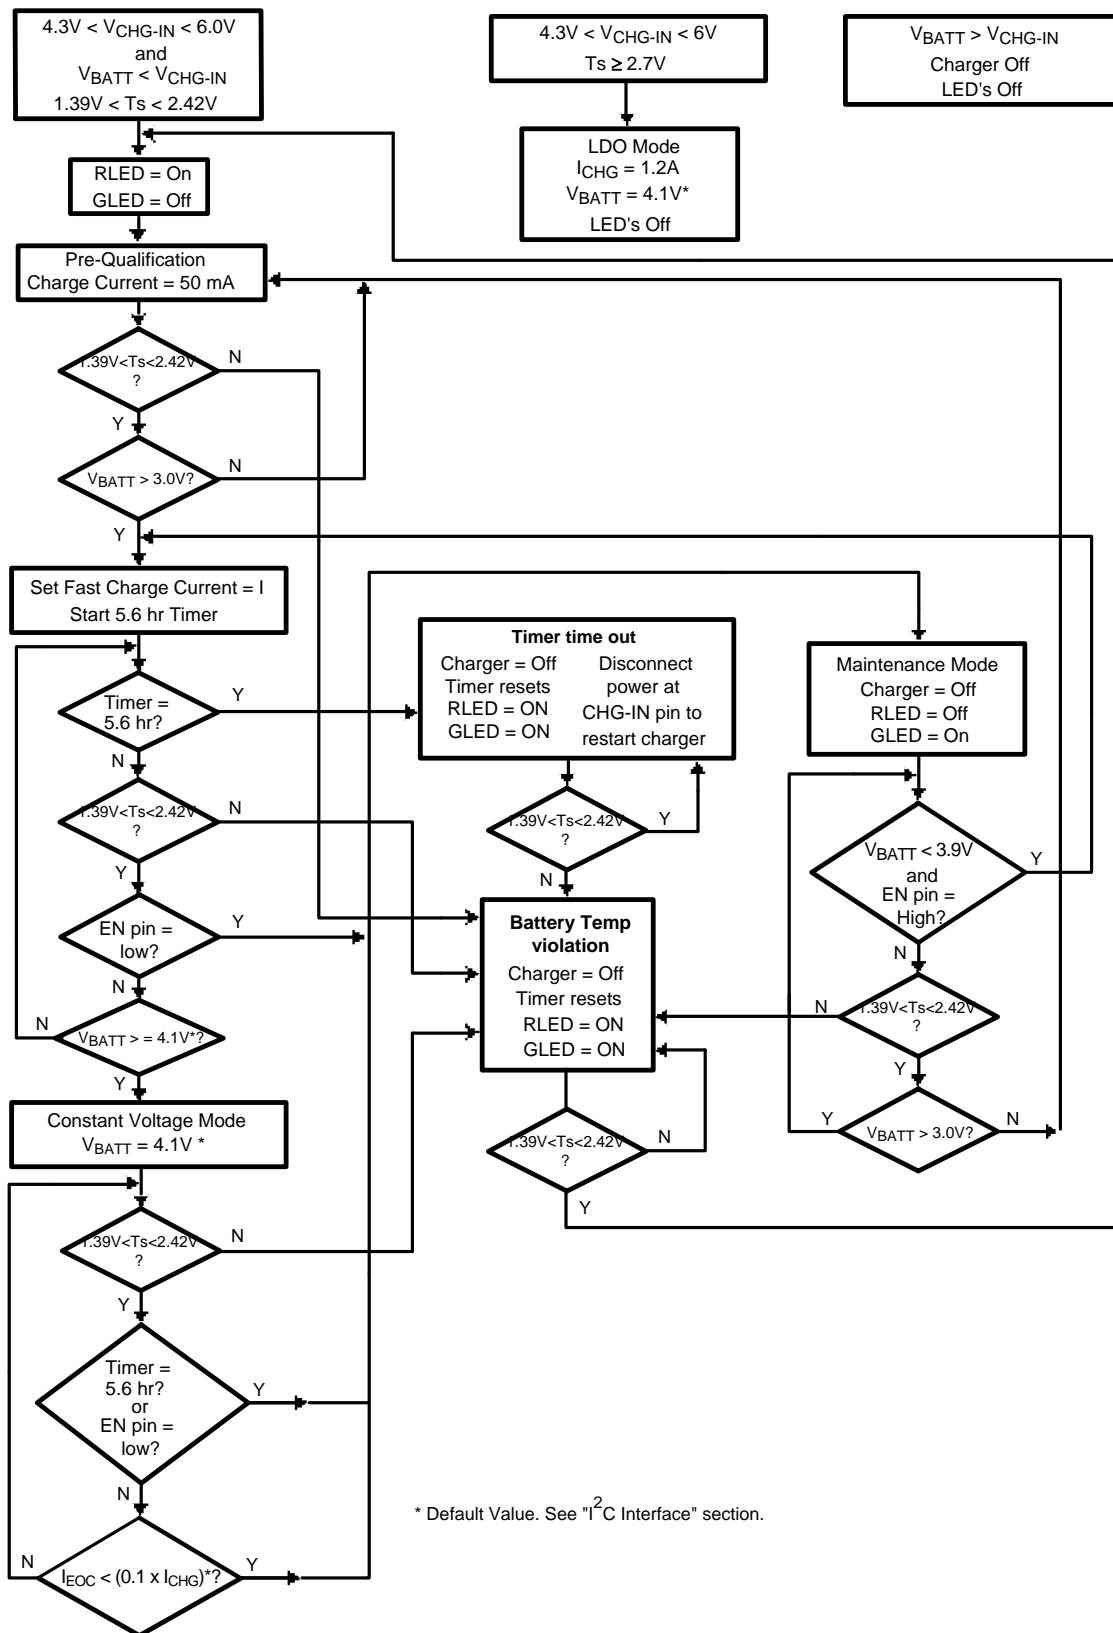 4.3V < VCHG-IN < 6.0V
and
VBATT < VCHG-IN
1.39V < Ts < 2.42V
4.3V < VCHG-IN < 6V
Ts ≥ 2.7V
VBATT > VCHG-IN
Charger Off
LED's Off
LDO Mode
ICHG = 1.2A
VBATT = 4.1V*
LED's Off
RLED = On
GLED = Off
Pre-Qualification
Charge Current = 50 mA
1.39V<Ts<2.42V
?
N
Y
VBATT > 3.0V?
N
Y
Set Fast Charge Current = I
Start 5.6 hr Timer
Timer =
5.6 hr?
Y
N
1.39V<Ts<2.42V
?
N
Y
EN pin =
low?
Y
N
VBATT > = 4.1V*?
N
Y
Constant Voltage Mode
VBATT = 4.1V *
1.39V<Ts<2.42V
?
N
Y
Timer =
5.6 hr?
or
EN pin =
low?
Y
N
IEOC < (0.1 x ICHG)*?
N
Y
Timer time out
Charger = Off
Timer resets
RLED = ON
GLED = ON
Disconnect
power at
CHG-IN pin to
restart charger
1.39V<Ts<2.42V
?
Y
N
Battery Temp
violation
Charger = Off
Timer resets
RLED = ON
GLED = ON
1.39V<Ts<2.42V
?
N
Y
Maintenance Mode
Charger = Off
RLED = Off
GLED = On
VBATT < 3.9V
and
EN pin =
High?
Y
N
1.39V<Ts<2.42V
?
N
Y
VBATT > 3.0V?
Y
N
* Default Value. See "I2C Interface" section.